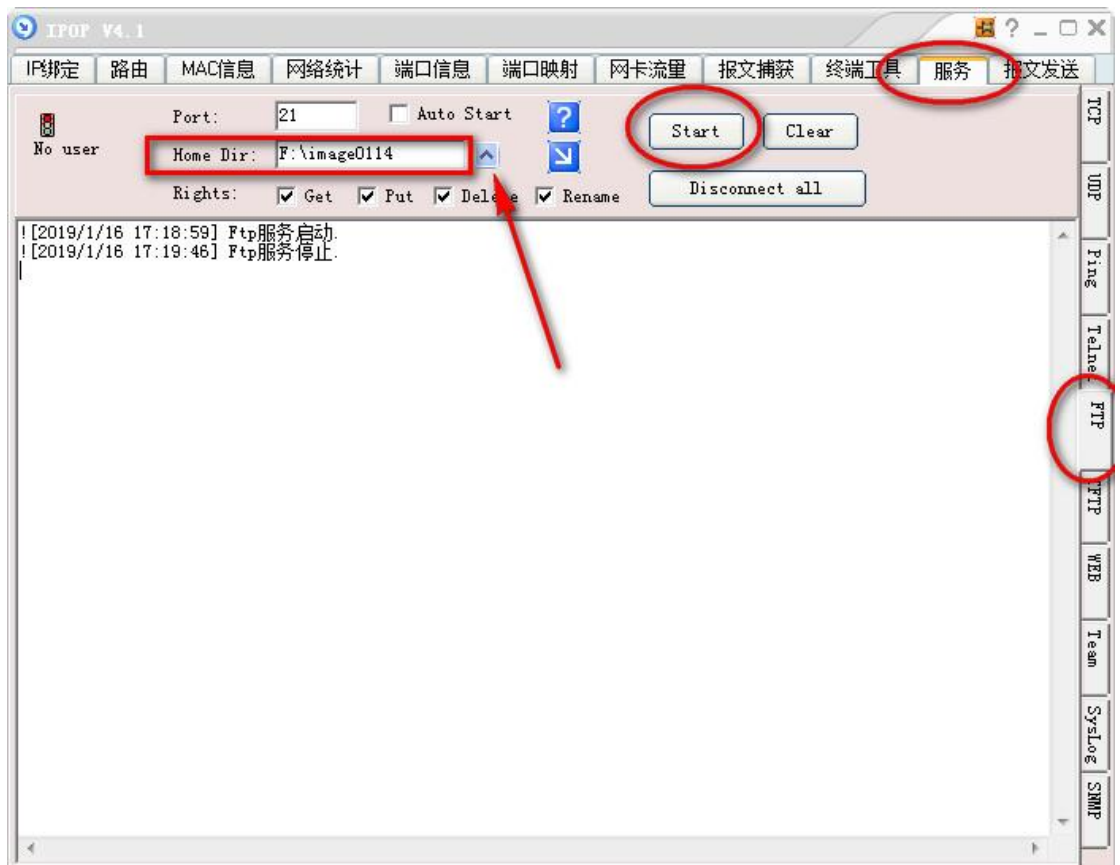 IPOP V4.1
IP绑定 路由 MAC信息 网络统计 端口信息 端口映射 网卡流量 报文捕获 终端工具 服务 报文发送
No user
Port: 21 Auto Start
Home Dir: F:\image0114
Rights: Get Put Delete Rename
Start Clear
Disconnect all
![2019/1/16 17:18:59] Ftp服务启动.
![2019/1/16 17:19:46] Ftp服务停止.
TCP
UDP
Ping
Telnet
FTP
TFTP
WEB
Team
SysLog
SNMP